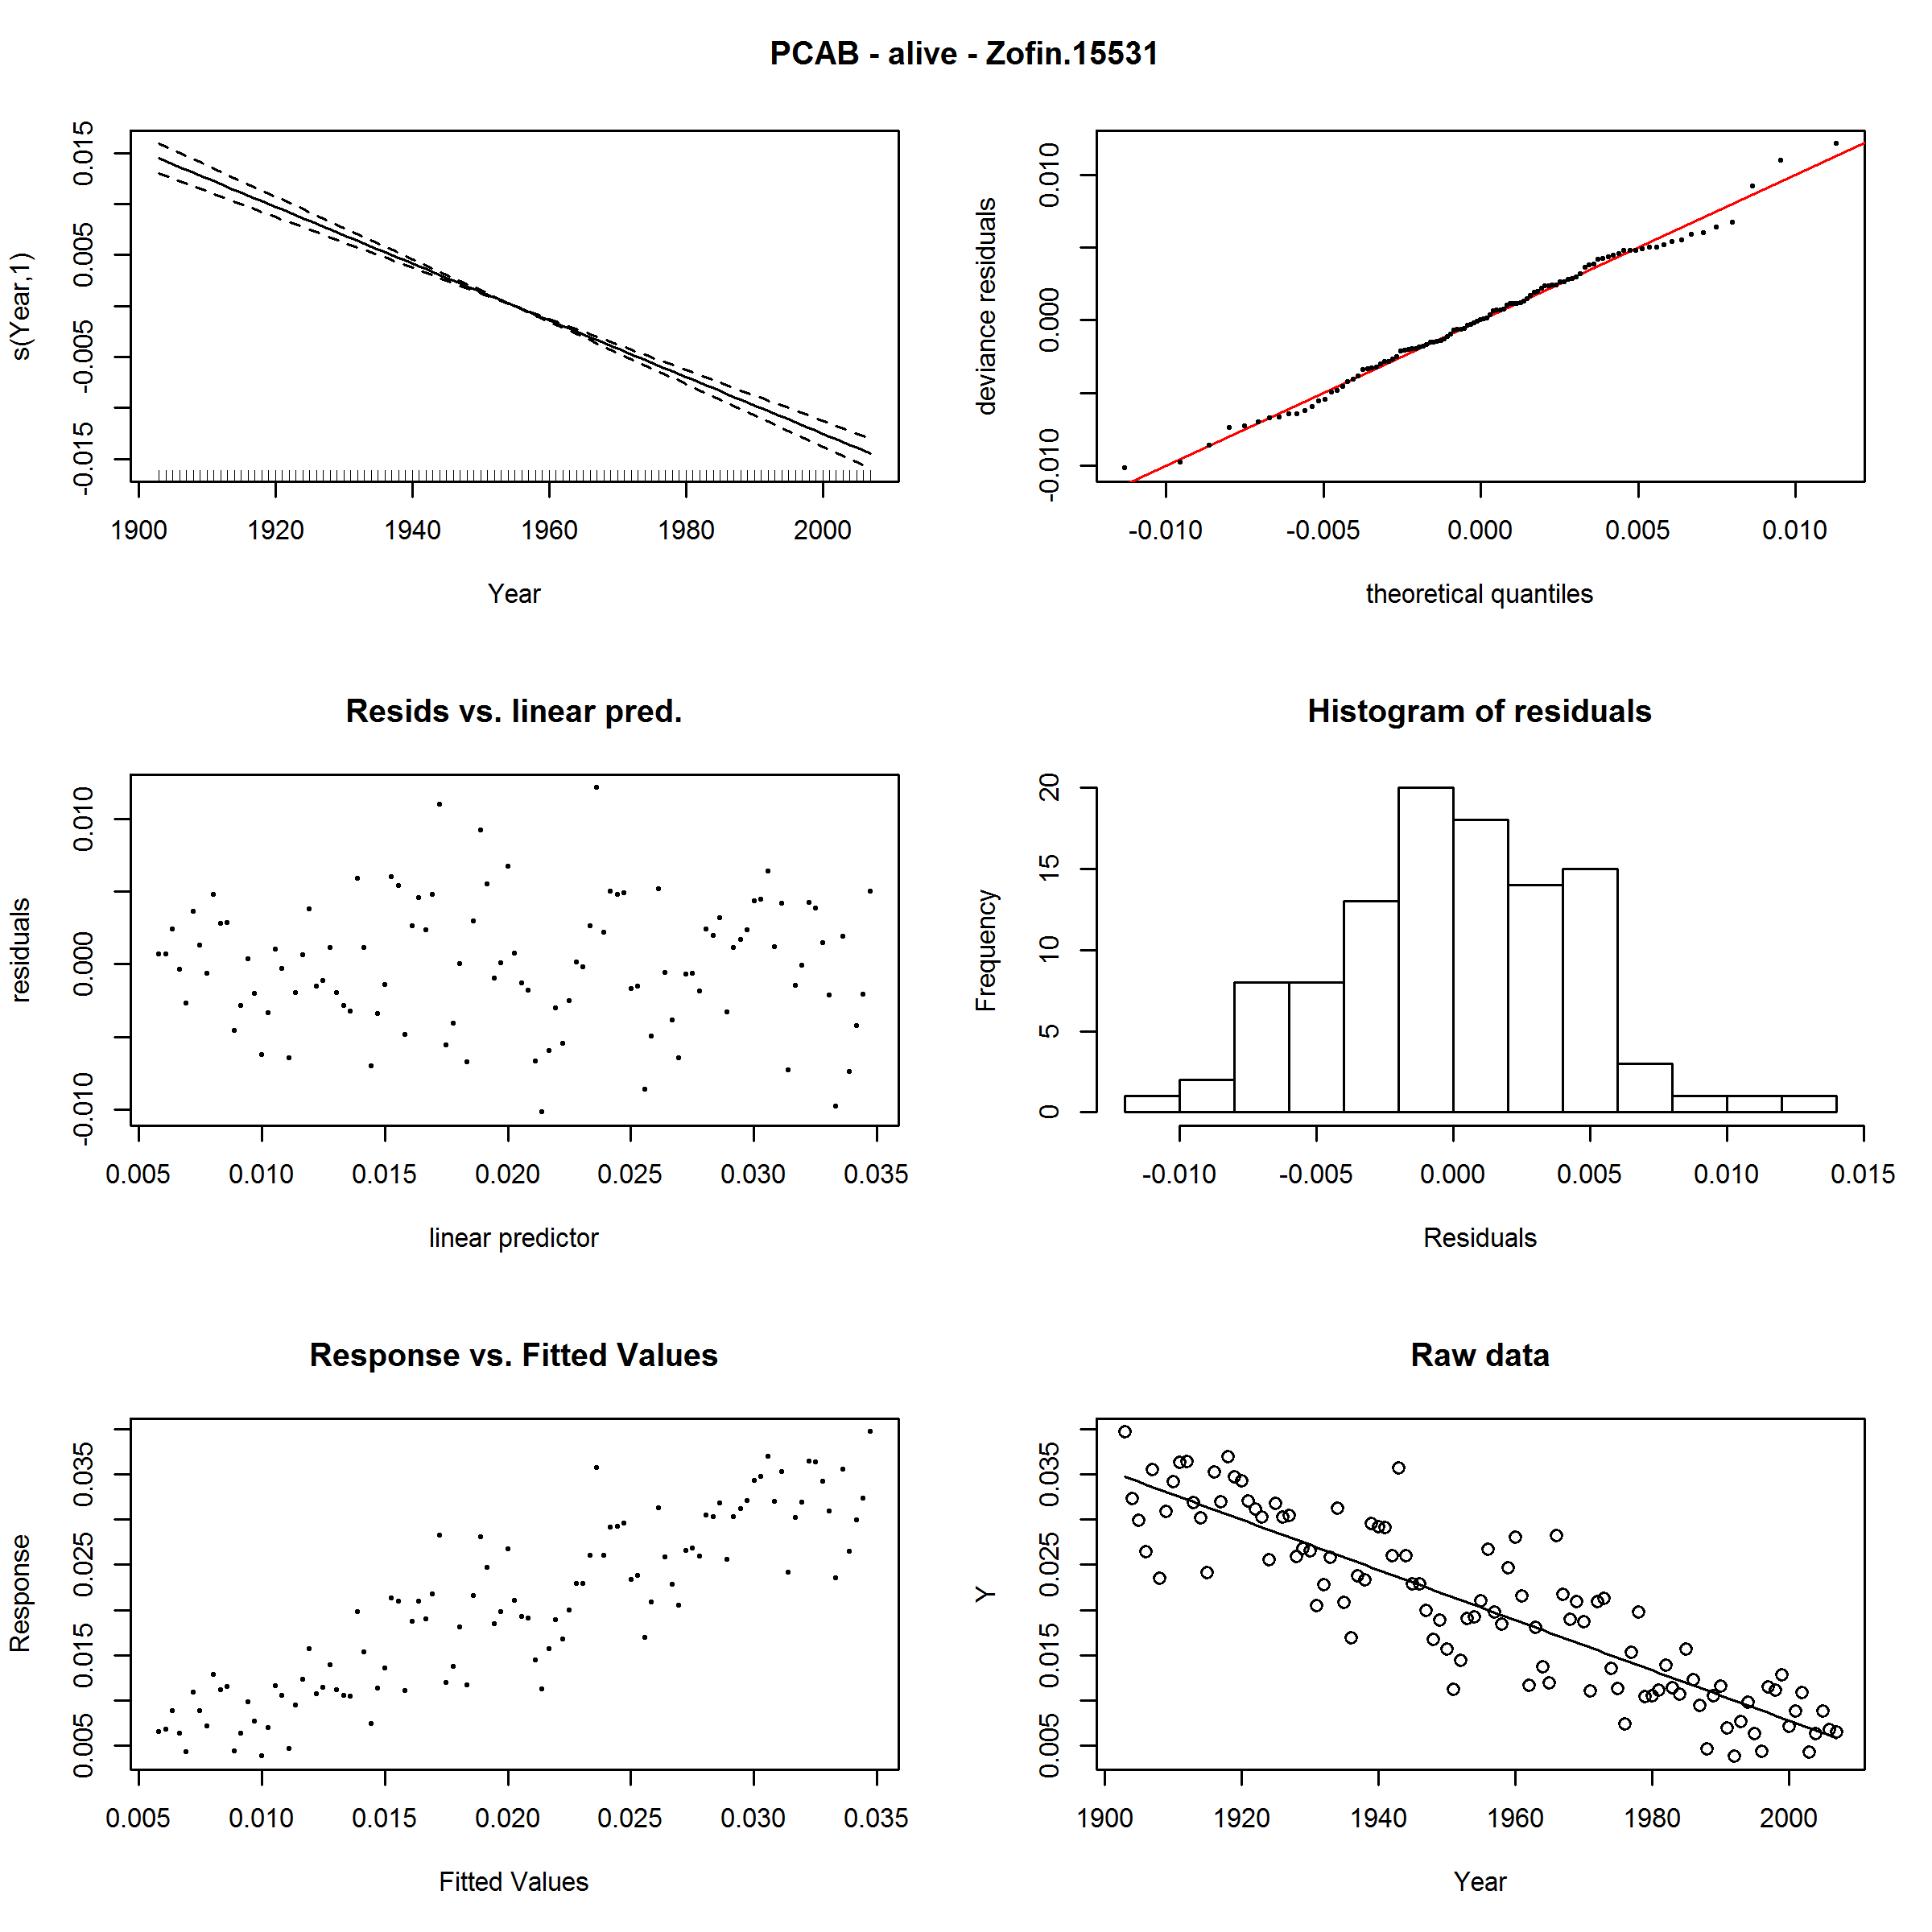 PCAB - alive - Zofin.15531
s(Year,1)
-0.015 -0.005 0.005 0.015
1900 1920 1940 1960 1980 2000
Year
deviance residuals
-0.010 0.000 0.010
-0.010 -0.005 0.000 0.005 0.010
theoretical quantiles
Resids vs. linear pred.
residuals
-0.010 0.000 0.010
0.005 0.010 0.015 0.020 0.025 0.030 0.035
linear predictor
Histogram of residuals
Frequency
0 5 10 15 20
-0.010 -0.005 0.000 0.005 0.010 0.015
Residuals
Response vs. Fitted Values
Response
0.005 0.015 0.025 0.035
0.005 0.010 0.015 0.020 0.025 0.030 0.035
Fitted Values
Raw data
Y
0.005 0.015 0.025 0.035
1900 1920 1940 1960 1980 2000
Year